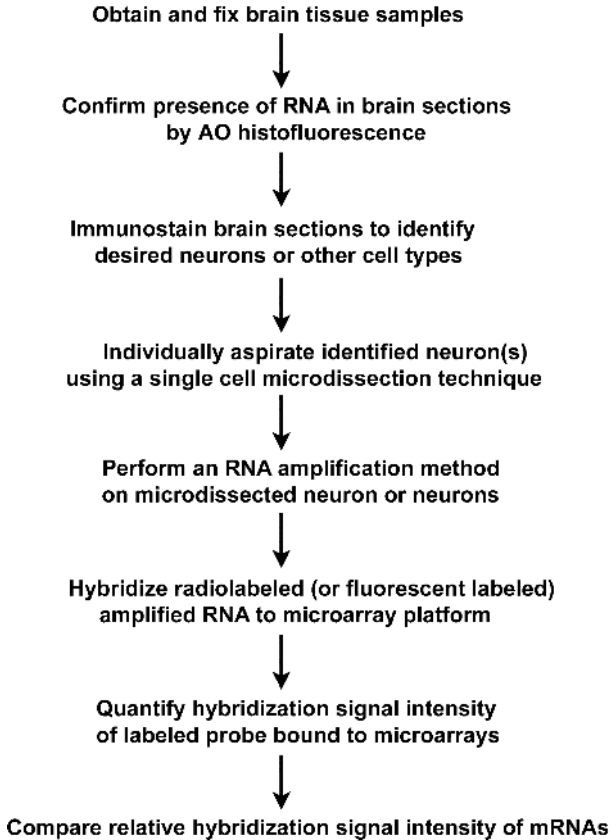 Obtain and fix brain tissue samples
Confirm presence of RNA in brain sections
by AO histofluorescence
Immunostain brain sections to identify
desired neurons or other cell types
Individually aspirate identified neuron(s)
using a single cell microdissection technique
Perform an RNA amplification method
on microdissected neuron or neurons
Hybridize radiolabeled (or fluorescent labeled)
amplified RNA to microarray platform
Quantify hybridization signal intensity
of labeled probe bound to microarrays
Compare relative hybridization signal intensity of mRNAs